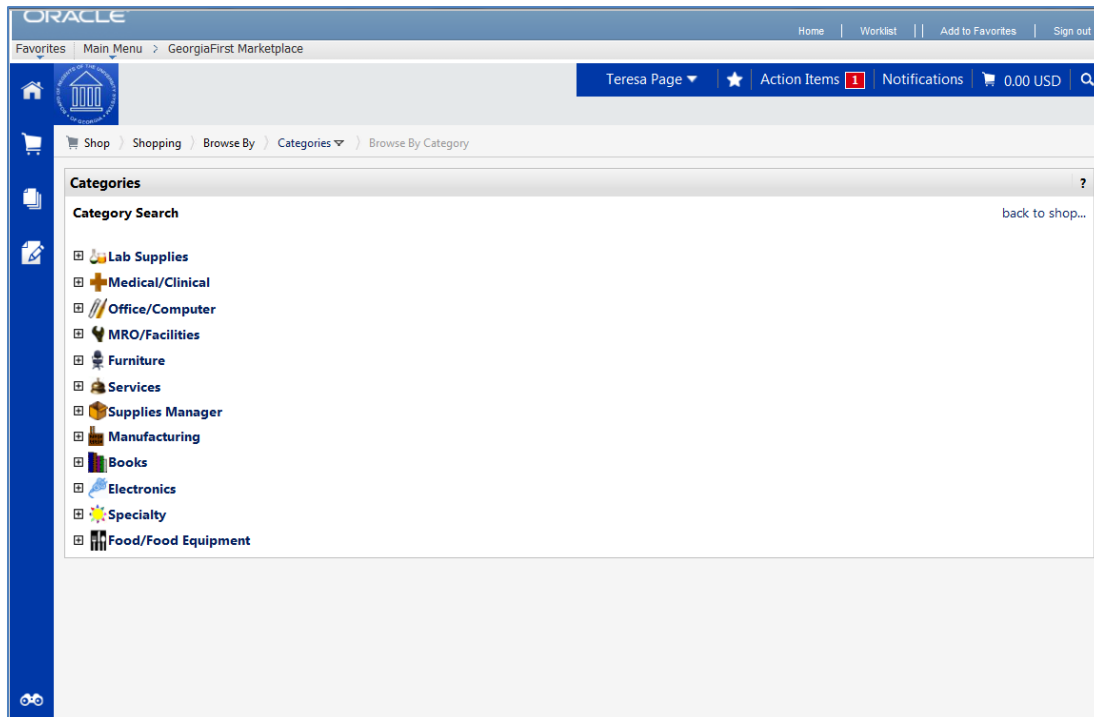 ORACLE
Home | Worklist | | Add to Favorites | Sign out
Favorites Main Menu > GeorgiaFirst Marketplace
Teresa Page Action Items 1 Notifications 0.00 USD
Shop Shopping Browse By Categories Browse By Category
Categories ?
Category Search back to shop...
Lab Supplies
Medical/Clinical
Office/Computer
MRO/Facilities
Furniture
Services
Supplies Manager
Manufacturing
Books
Electronics
Specialty
Food/Food Equipment